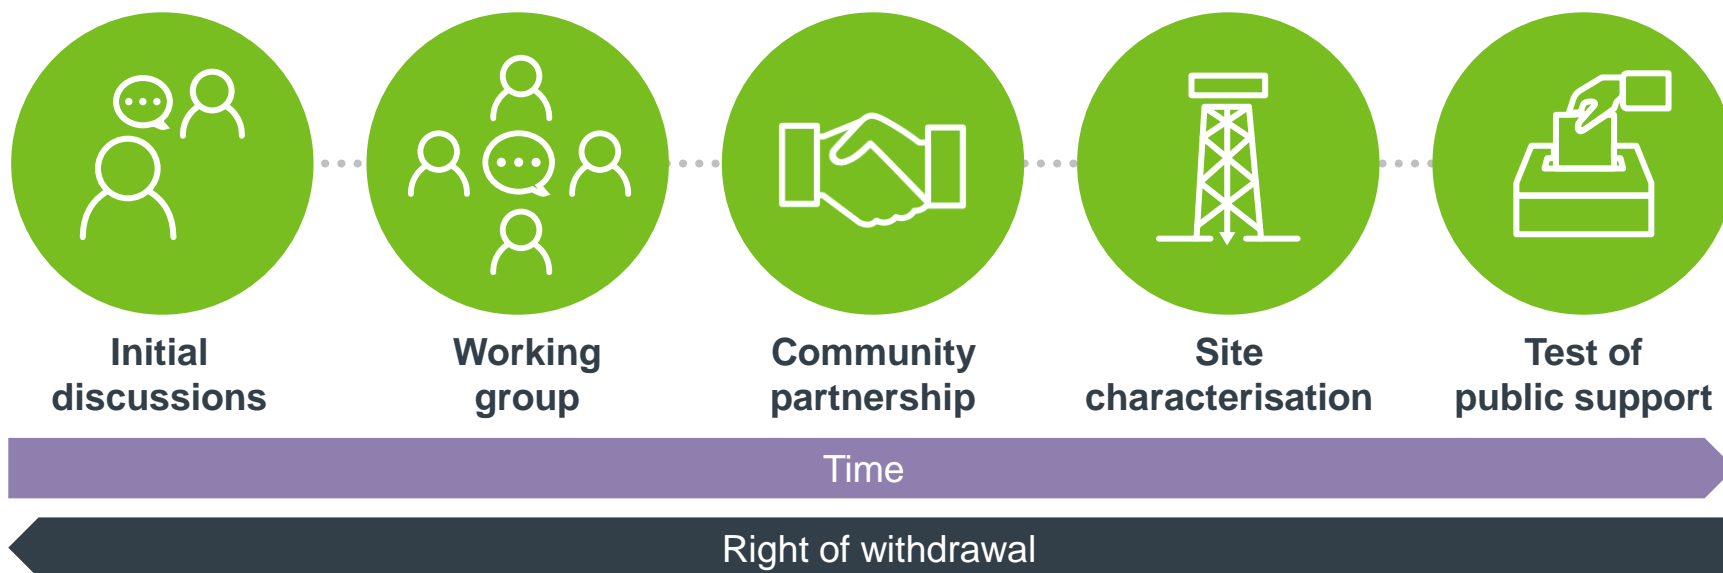 Initial
discussions
Working
group
Community
partnership
Site
characterisation
Test of
public support
Time
Right of withdrawal